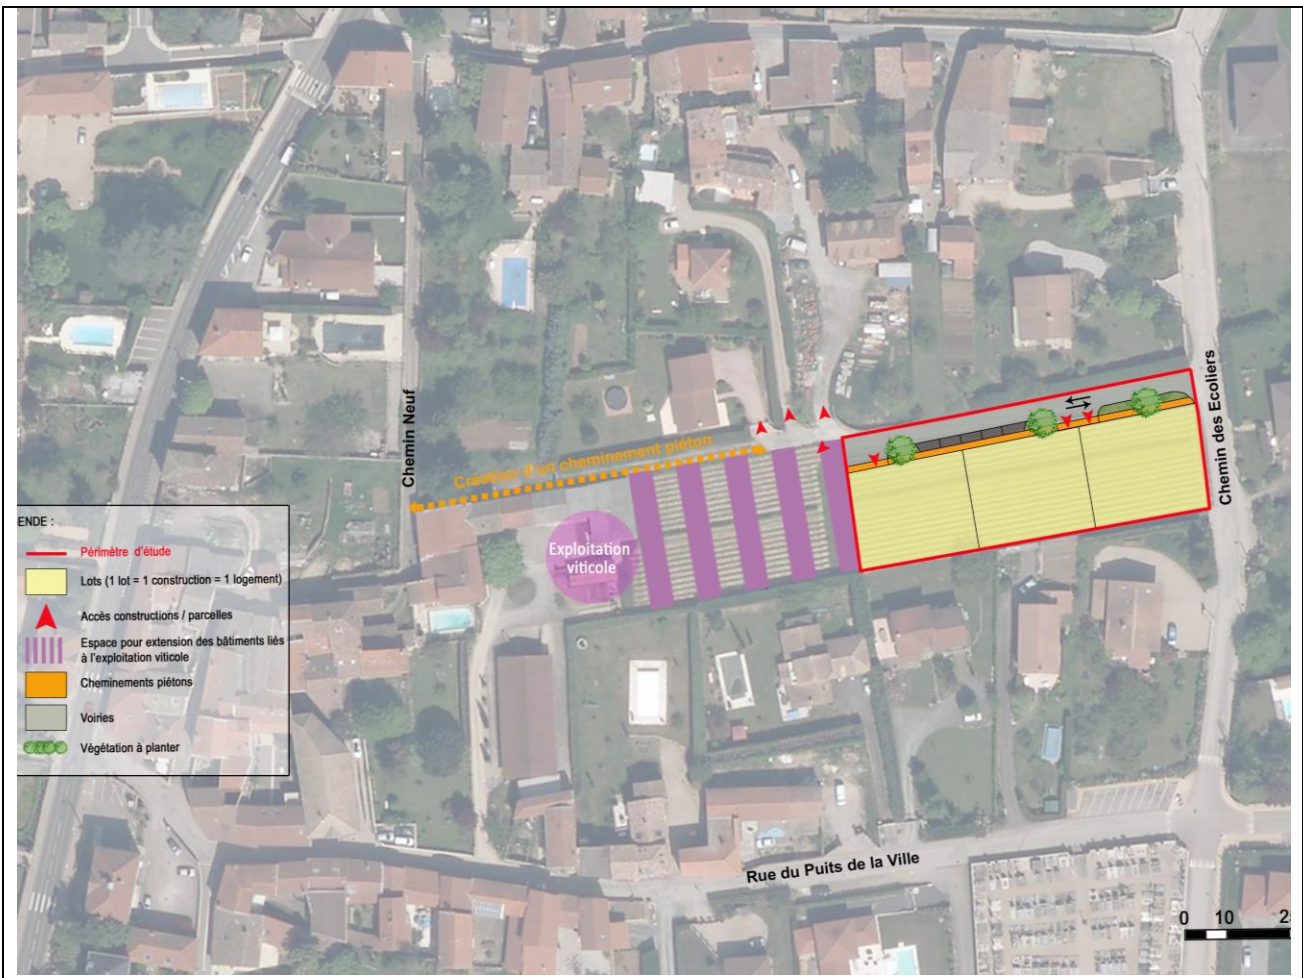 Chemin Neuf
Création d'un cheminement piéton
Chemin des Ecoliers
Exploitation
viticole
ENDE :
Périmètre d'étude
Lots (1 lot = 1 construction = 1 logement)
Accès constructions / parcelles
Espace pour extension des bâtiments liés
à l'exploitation viticole
Cheminements piétons
Voiries
Végétation à planter
Rue du Puits de la Ville
0 10